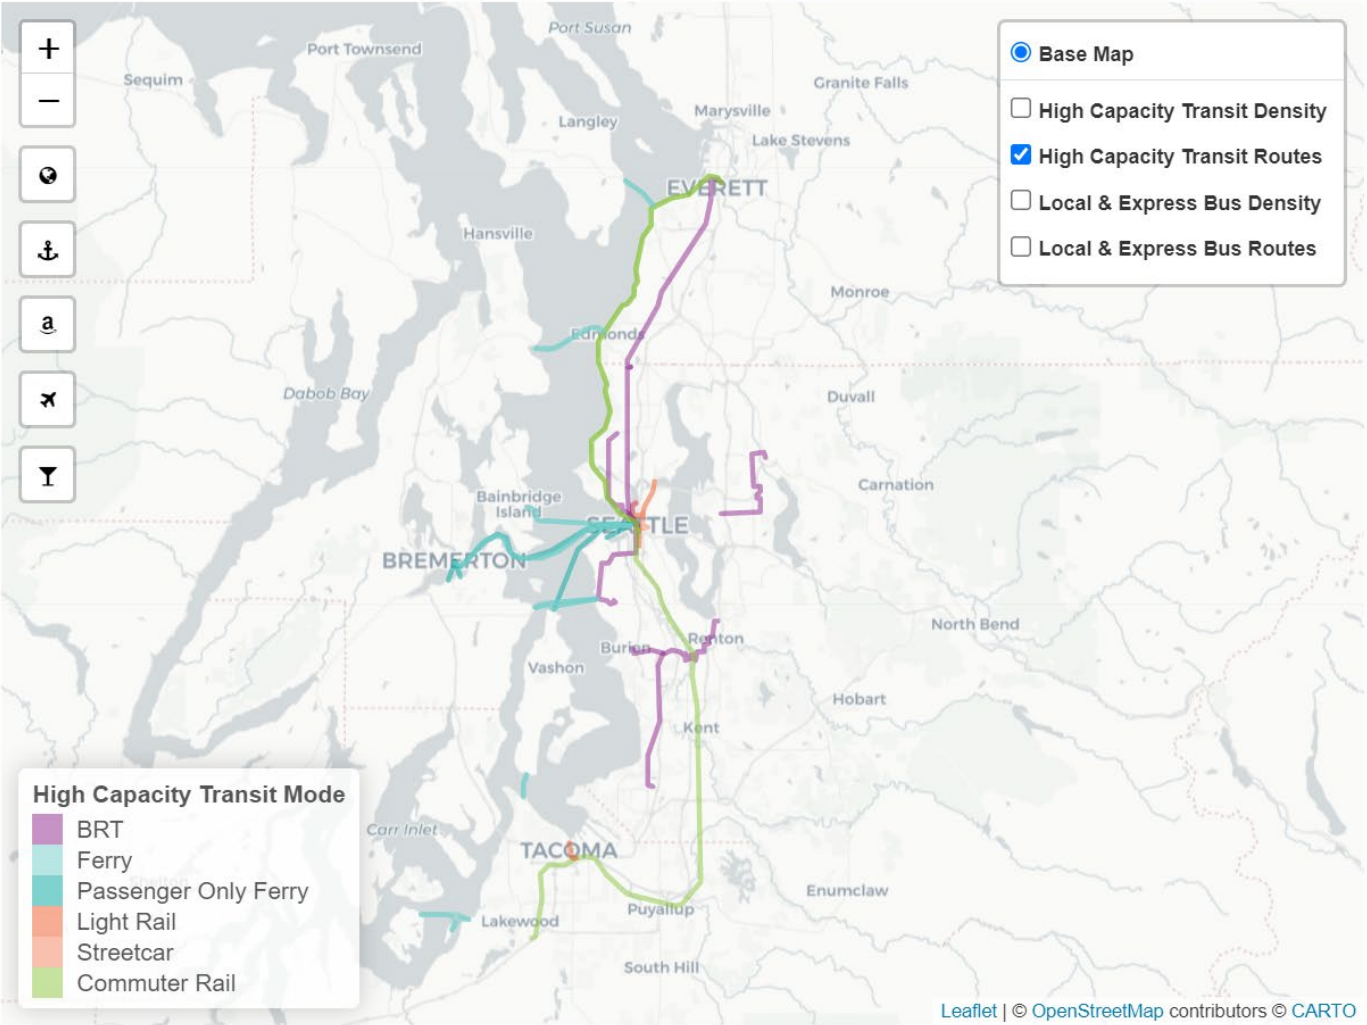 +
−
a
Base Map
High Capacity Transit Density
High Capacity Transit Routes
Local & Express Bus Density
Local & Express Bus Routes
Port Susan
Port Townsend
Sequim
Granite Falls
Marysville
Langley
Lake Stevens
EVERETT
Hansville
Monroe
Edmonds
Dabob Bay
Duvall
Carnation
Bainbridge
Island
SEATTLE
BREMERTON
North Bend
Renton
Burien
Vashon
Hobart
Kent
Carr Inlet
TACOMA
Enumclaw
Puyallup
Lakewood
South Hill
High Capacity Transit Mode
BRT
Ferry
Passenger Only Ferry
Shelton
Light Rail
Streetcar
Commuter Rail
Leaflet | © OpenStreetMap contributors © CARTO